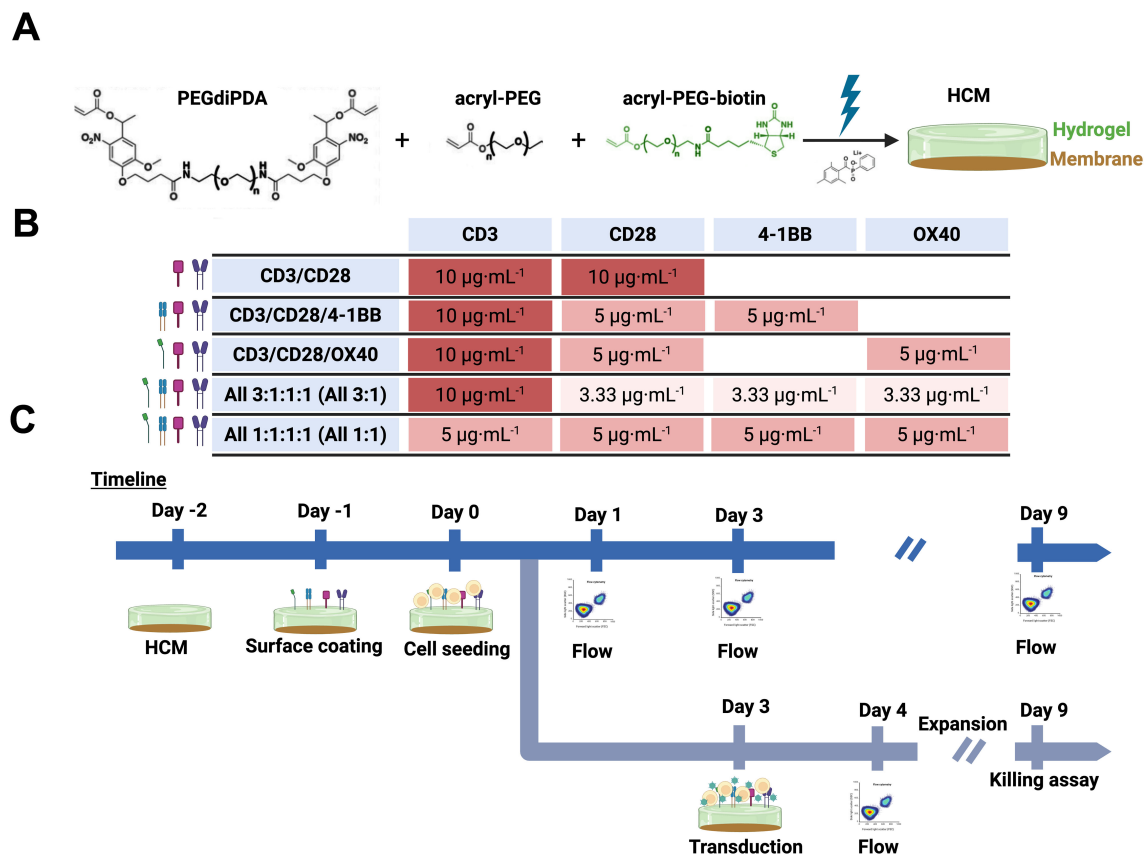 A
PEGdiPDA
acryl-PEG
acryl-PEG-biotin
HCM
Hydrogel
Membrane
+
+
O
O
O
O
O₂N
NO₂
O
O
O
O
H
N
O
n
HN
O
O
O
O
n
O
O
O
O
n
NH
O
O
HN
NH
H
H
S
Li+
O
O-
P
O
B
CD3 CD28 4-1BB OX40
CD3/CD28 10 µg·mL⁻¹ 10 µg·mL⁻¹
CD3/CD28/4-1BB 10 µg·mL⁻¹ 5 µg·mL⁻¹ 5 µg·mL⁻¹
CD3/CD28/OX40 10 µg·mL⁻¹ 5 µg·mL⁻¹ 5 µg·mL⁻¹
All 3:1:1:1 (All 3:1) 10 µg·mL⁻¹ 3.33 µg·mL⁻¹ 3.33 µg·mL⁻¹ 3.33 µg·mL⁻¹
All 1:1:1:1 (All 1:1) 5 µg·mL⁻¹ 5 µg·mL⁻¹ 5 µg·mL⁻¹ 5 µg·mL⁻¹
C
Timeline
Day -2 Day -1 Day 0 Day 1 Day 3 Day 9
HCM
Surface coating
Cell seeding
Flow
Flow
Flow
Day 3 Day 4 Expansion Day 9
Transduction
Flow
Killing assay